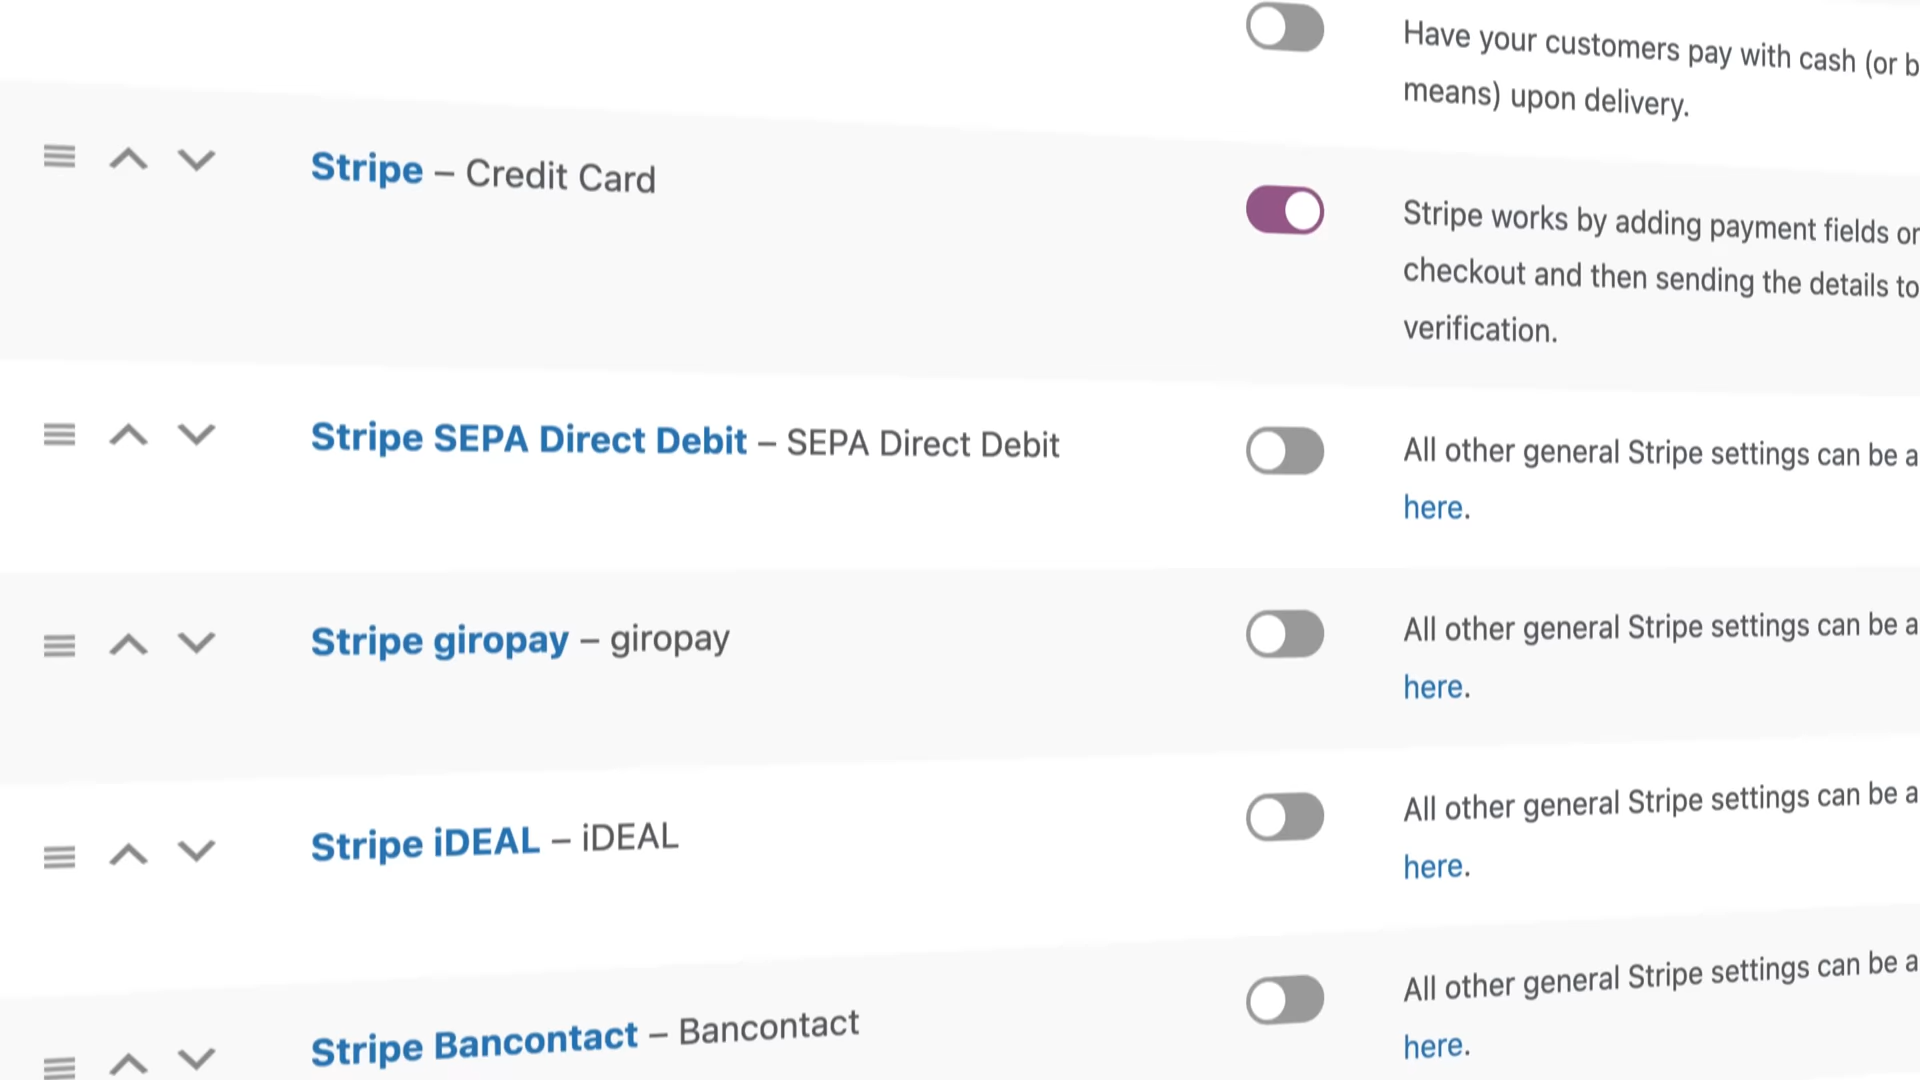 Have your customers pay with cash (or b
means) upon delivery.
Stripe – Credit Card
Stripe works by adding payment fields or
checkout and then sending the details to
verification.
Stripe SEPA Direct Debit – SEPA Direct Debit
All other general Stripe settings can be a
here.
Stripe giropay – giropay
All other general Stripe settings can be a
here.
Stripe iDEAL – iDEAL
All other general Stripe settings can be a
here.
Stripe Bancontact – Bancontact
All other general Stripe settings can be a
here.